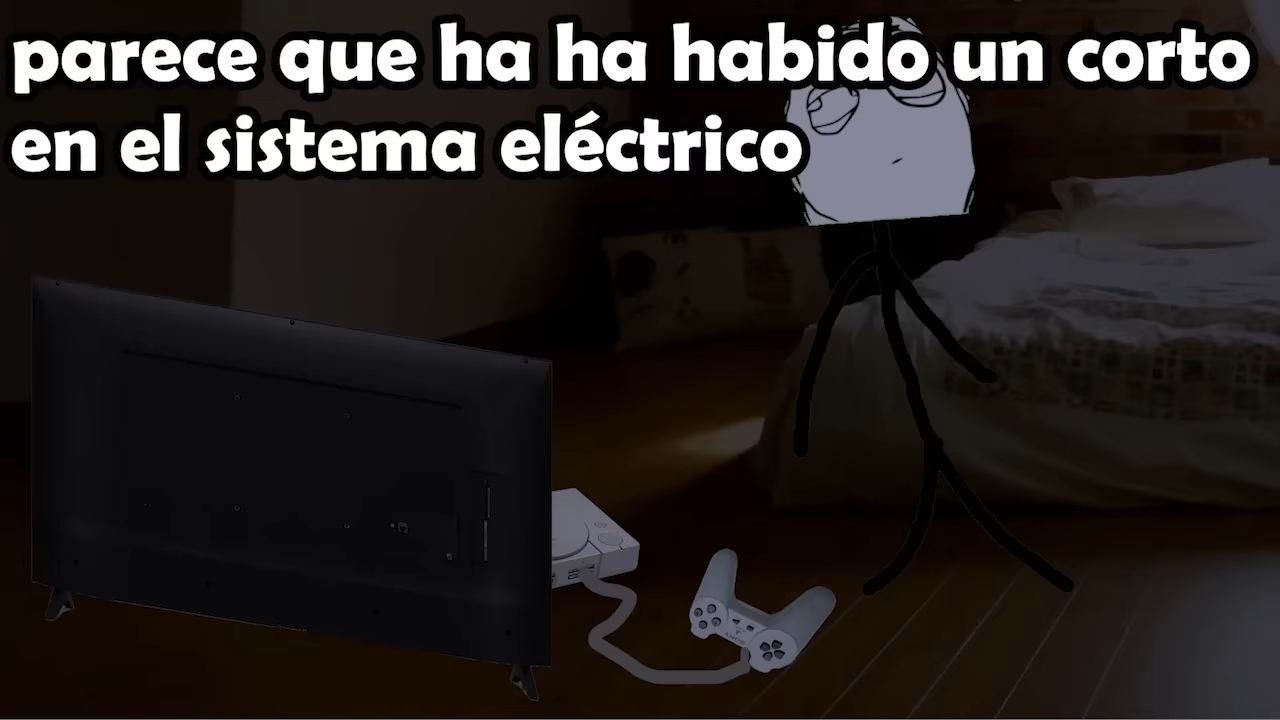 parece que ha ha habido un corto
en el sistema eléctrico